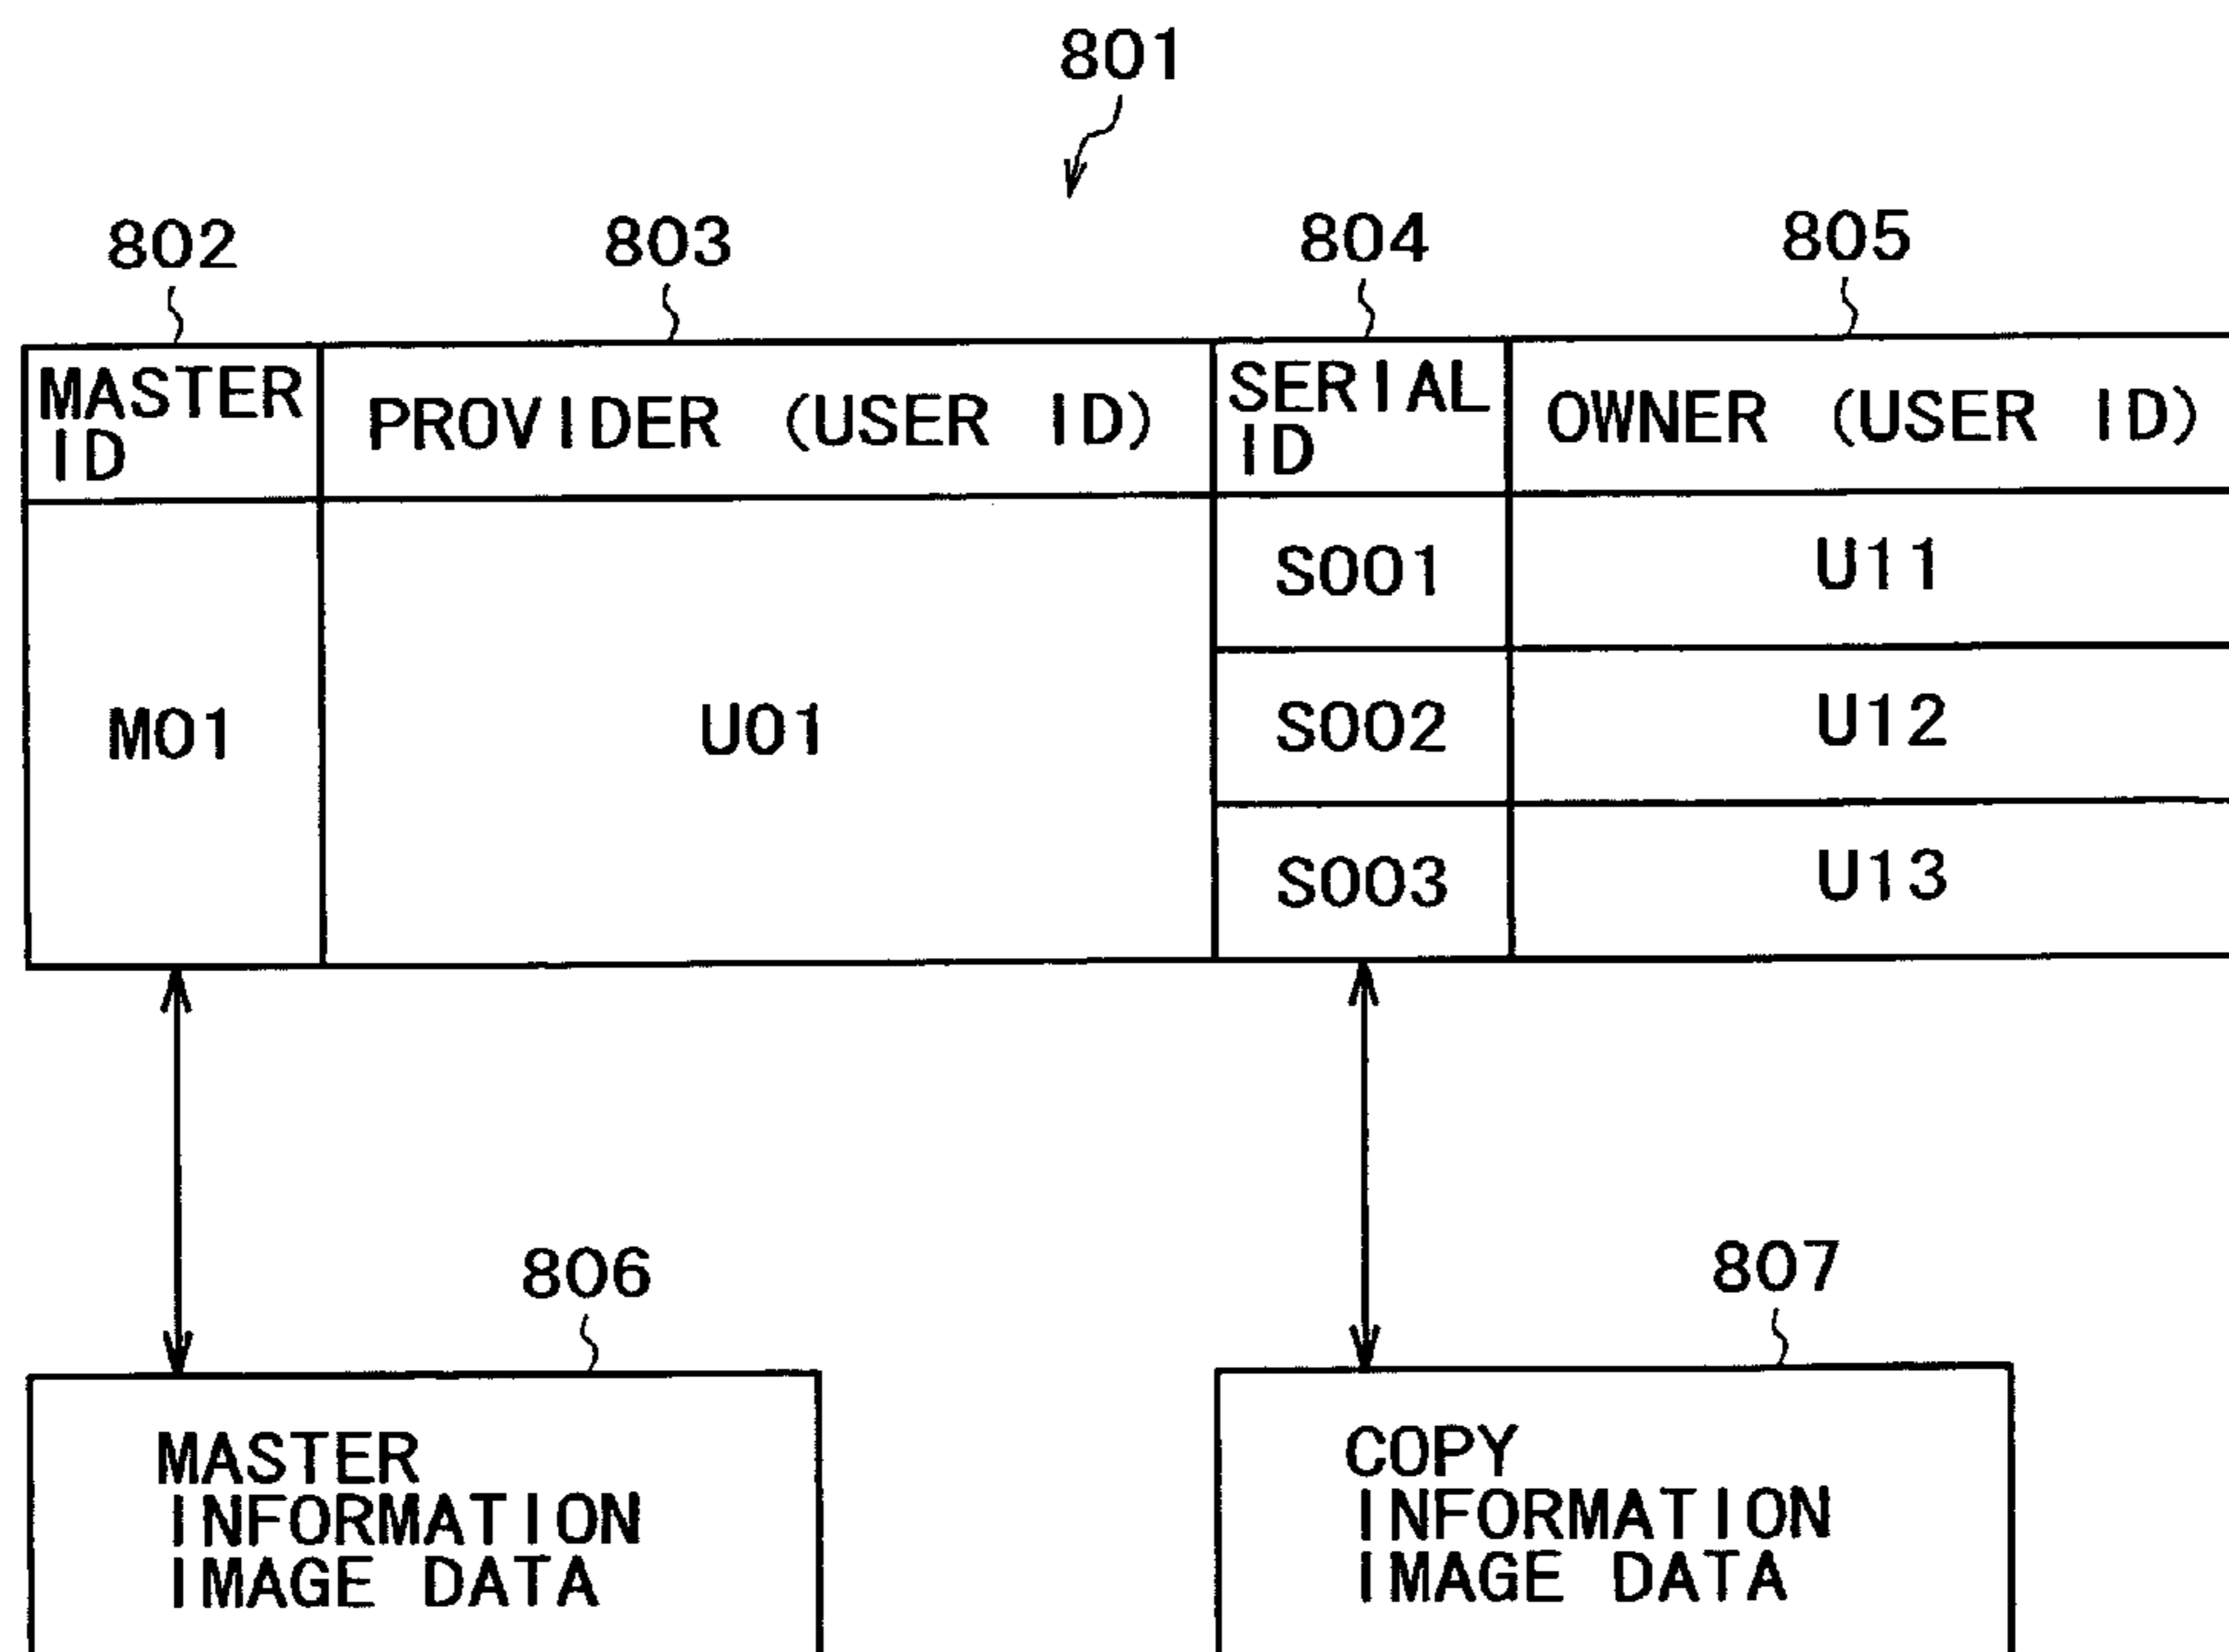 801
802 803 804 805
MASTER ID PROVIDER (USER ID) SERIAL ID OWNER (USER ID)
M01 U01 S001 U11
S002 U12
S003 U13
806 807
MASTER
INFORMATION
IMAGE DATA
COPY
INFORMATION
IMAGE DATA